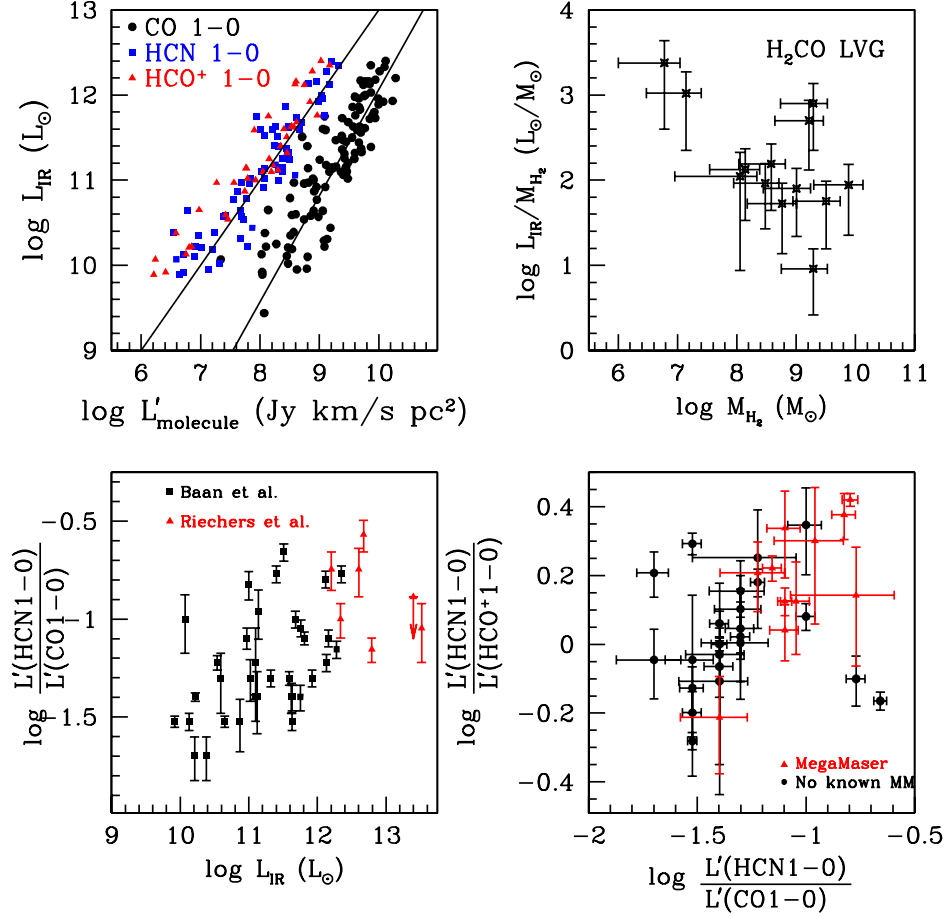 CO 1−0
HCN 1−0
HCO⁺ 1−0
13
12
11
10
9
log L_IR (L_⊙)
6 7 8 9 10
log L′_molecule (Jy km/s pc²)
H₂CO LVG
4
3
2
1
0
log L_IR/M_H₂ (L_⊙/M_⊙)
6 7 8 9 10 11
log M_H₂ (M_⊙)
Baan et al.
Riechers et al.
−0.5
−1
−1.5
log L′(HCN1−0)
L′(CO1−0)
9 10 11 12 13
log L_IR (L_⊙)
0.4
0.2
0
−0.2
−0.4
log L′(HCN1−0)
L′(HCO⁺1−0)
MegaMaser
No known MM
−2 −1.5 −1 −0.5
log L′(HCN1−0)
L′(CO1−0)